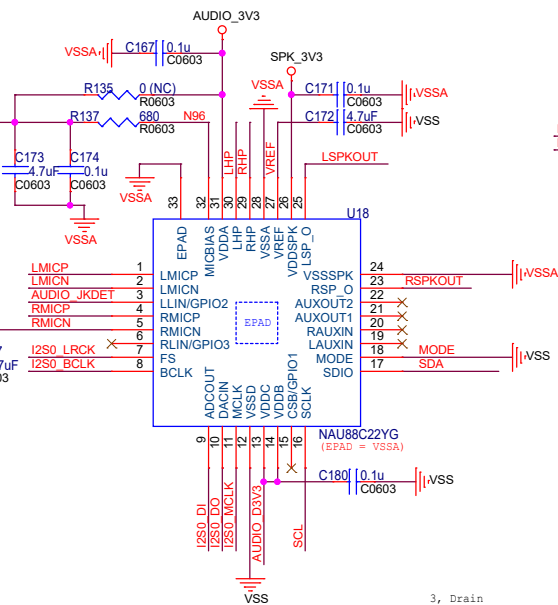 AUDIO_3V3
VSSA
C167
0.1u
C0603
SPK_3V3
R135
0 (NC)
R0603
VSSA
C171
0.1u
C0603
VSSA
R137
680
R0603
N96
C172
4.7uF
C0603
VSS
C173
4.7uF
C0603
C174
0.1u
C0603
VSSA
VSSA
LHP
RHP
VREF
LSPKOUT
33
32
31
30
29
28
27
26
25
U18
EPAD
MICBIAS
VDDA
LHP
RHP
VSSA
VREF
VDDSPK
LSP_O
LMICP
1
LMICP
VSSSPK
24
VSSA
LMICN
2
LMICN
RSP_O
23
RSPKOUT
AUDIO_JKDET
3
LLIN/GPIO2
AUXOUT2
22
RMICP
4
RMICP
AUXOUT1
21
RMICN
5
RMICN
RAUXIN
20
6
RLIN/GPIO3
LAUXIN
19
I2S0_LRCK
7
FS
MODE
18
MODE
VSS
I2S0_BCLK
8
BCLK
SDIO
17
SDA
EPAD
7uF
03
ADCOUT
DACIN
MCLK
VSSD
VDDC
VDDB
CSB/GPIO1
SCLK
NAU88C22YG
(EPAD = VSSA)
9
10
11
12
13
14
15
16
I2S0_DI
I2S0_DO
I2S0_MCLK
AUDIO_D3V3
SCL
C180
0.1u
C0603
VSS
VSS
3, Drain